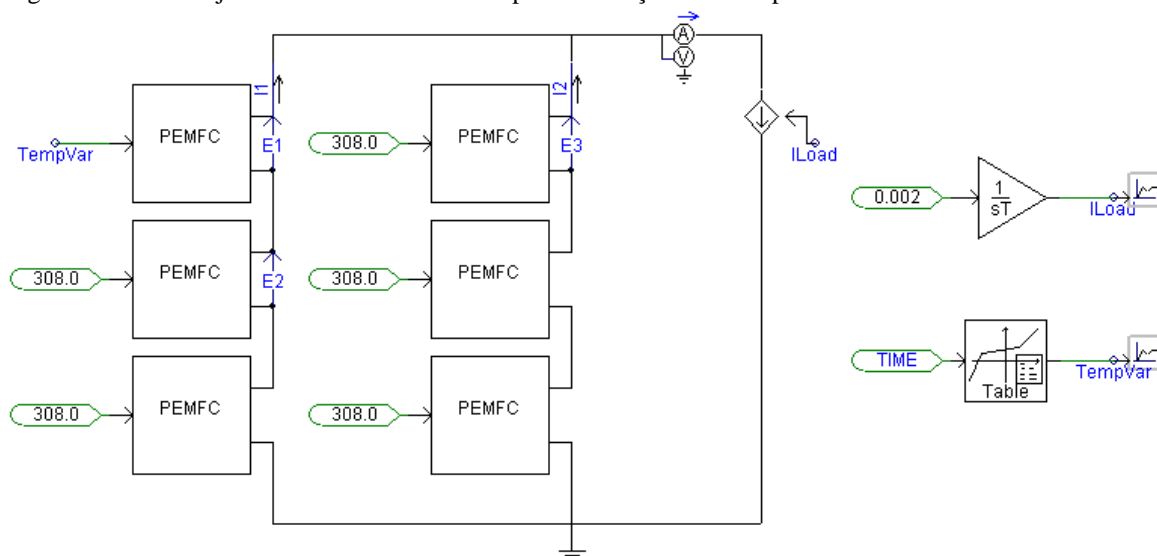 A
V
I1
I2
PEMFC
E1
TempVar
308.0
PEMFC
E3
ILoad
0.002
1
sT
ILoad
308.0
PEMFC
E2
308.0
PEMFC
TIME
Table
TempVar
308.0
PEMFC
308.0
PEMFC